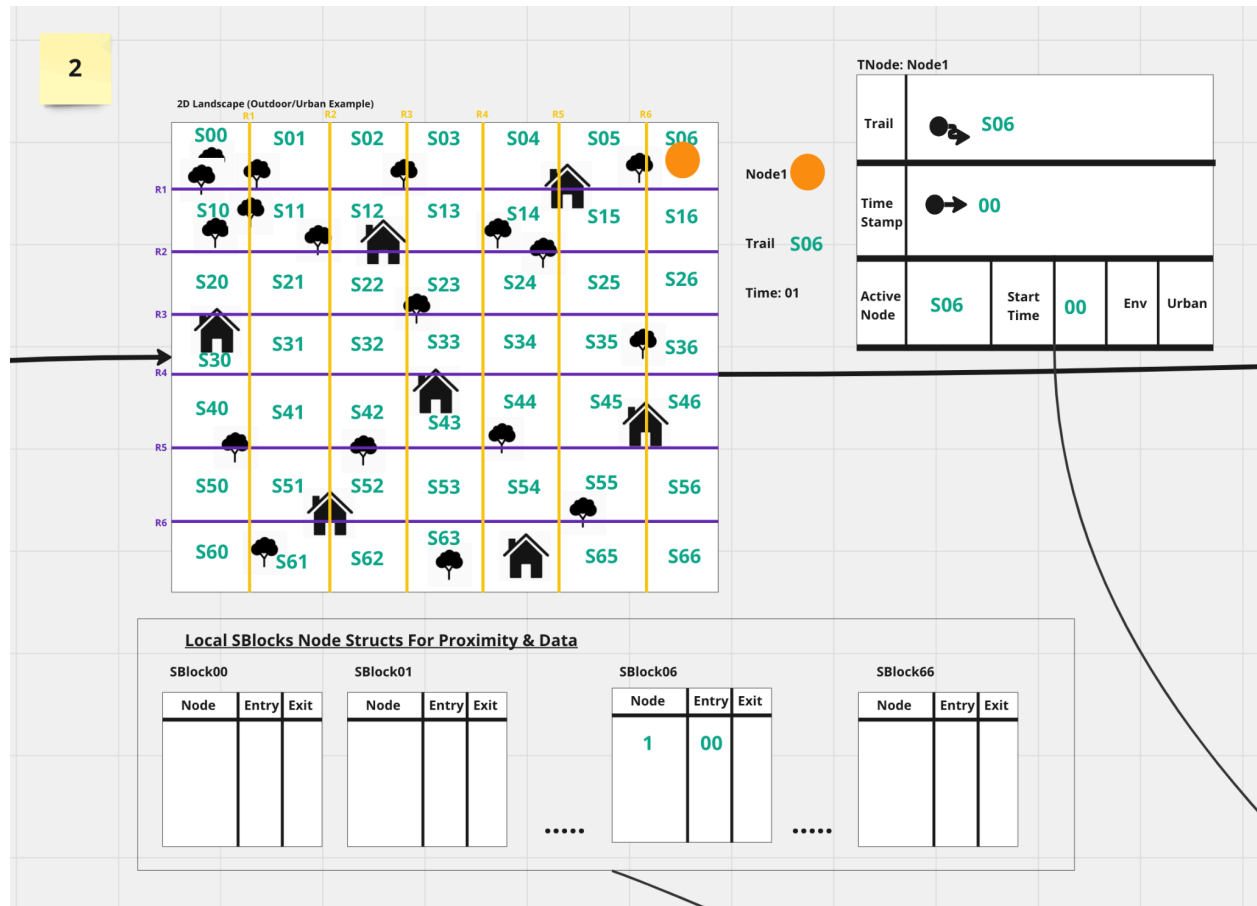 2
2D Landscape (Outdoor/Urban Example)
R1 R2 R3 R4 R5 R6
S00 S01 S02 S03 S04 S05 S06
R1
S10 S11 S12 S13 S14 S15 S16
R2
S20 S21 S22 S23 S24 S25 S26
R3
S30 S31 S32 S33 S34 S35 S36
R4
S40 S41 S42 S43 S44 S45 S46
R5
S50 S51 S52 S53 S54 S55 S56
R6
S60 S61 S62 S63 S65 S66
Node1
Trail S06
Time: 01
TNode: Node1
Trail S06
Time
Stamp
00
Active
Node
S06
Start
Time
00
Env
Urban
Local SBlocks Node Structs For Proximity & Data
SBlock00
Node Entry Exit
SBlock01
Node Entry Exit
.....
SBlock06
Node Entry Exit
1 00
.....
SBlock66
Node Entry Exit